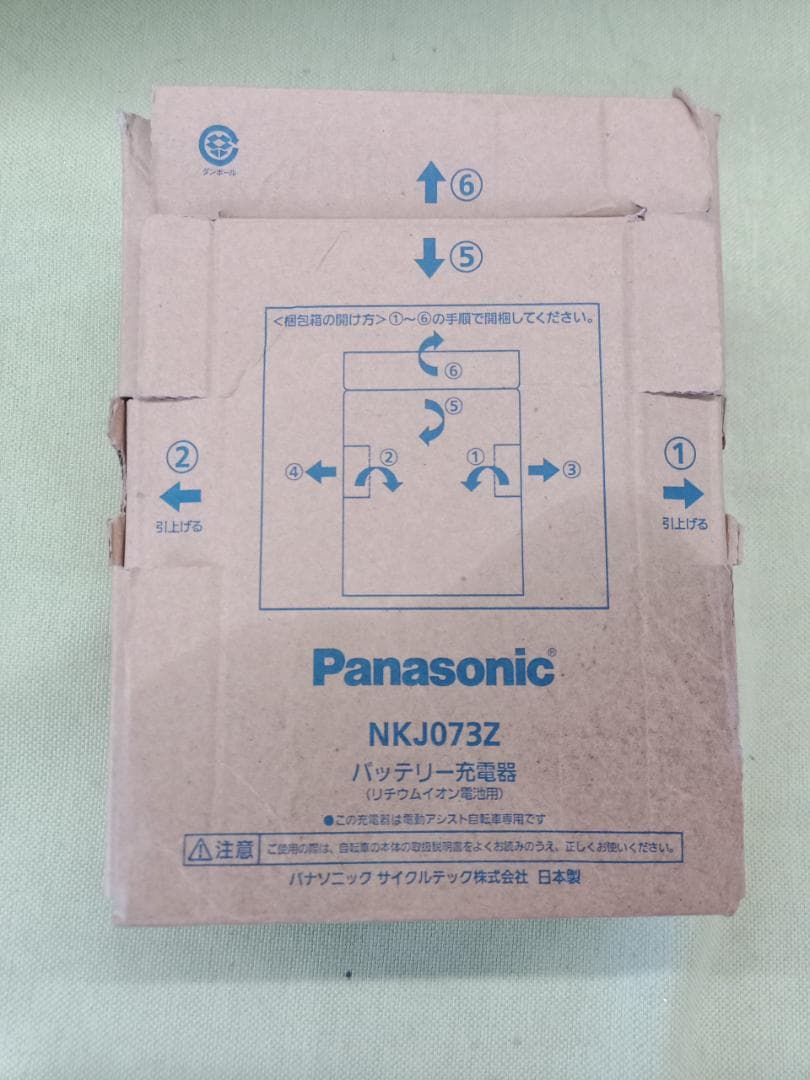 ダンボール
⑥
⑤
<梱包箱の開け方>①～⑥の手順で開梱してください。
⑥
⑤
②
①
④
③
②
引上げる
①
引上げる
Panasonic®
NKJ073Z
バッテリー充電器
(リチウムイオン電池用)
●この充電器は電動アシスト自転車専用です
注意 ご使用の際は、自転車の本体の取扱説明書をよくお読みのうえ、正しくお使いください。
パナソニック サイクルテック株式会社 日本製